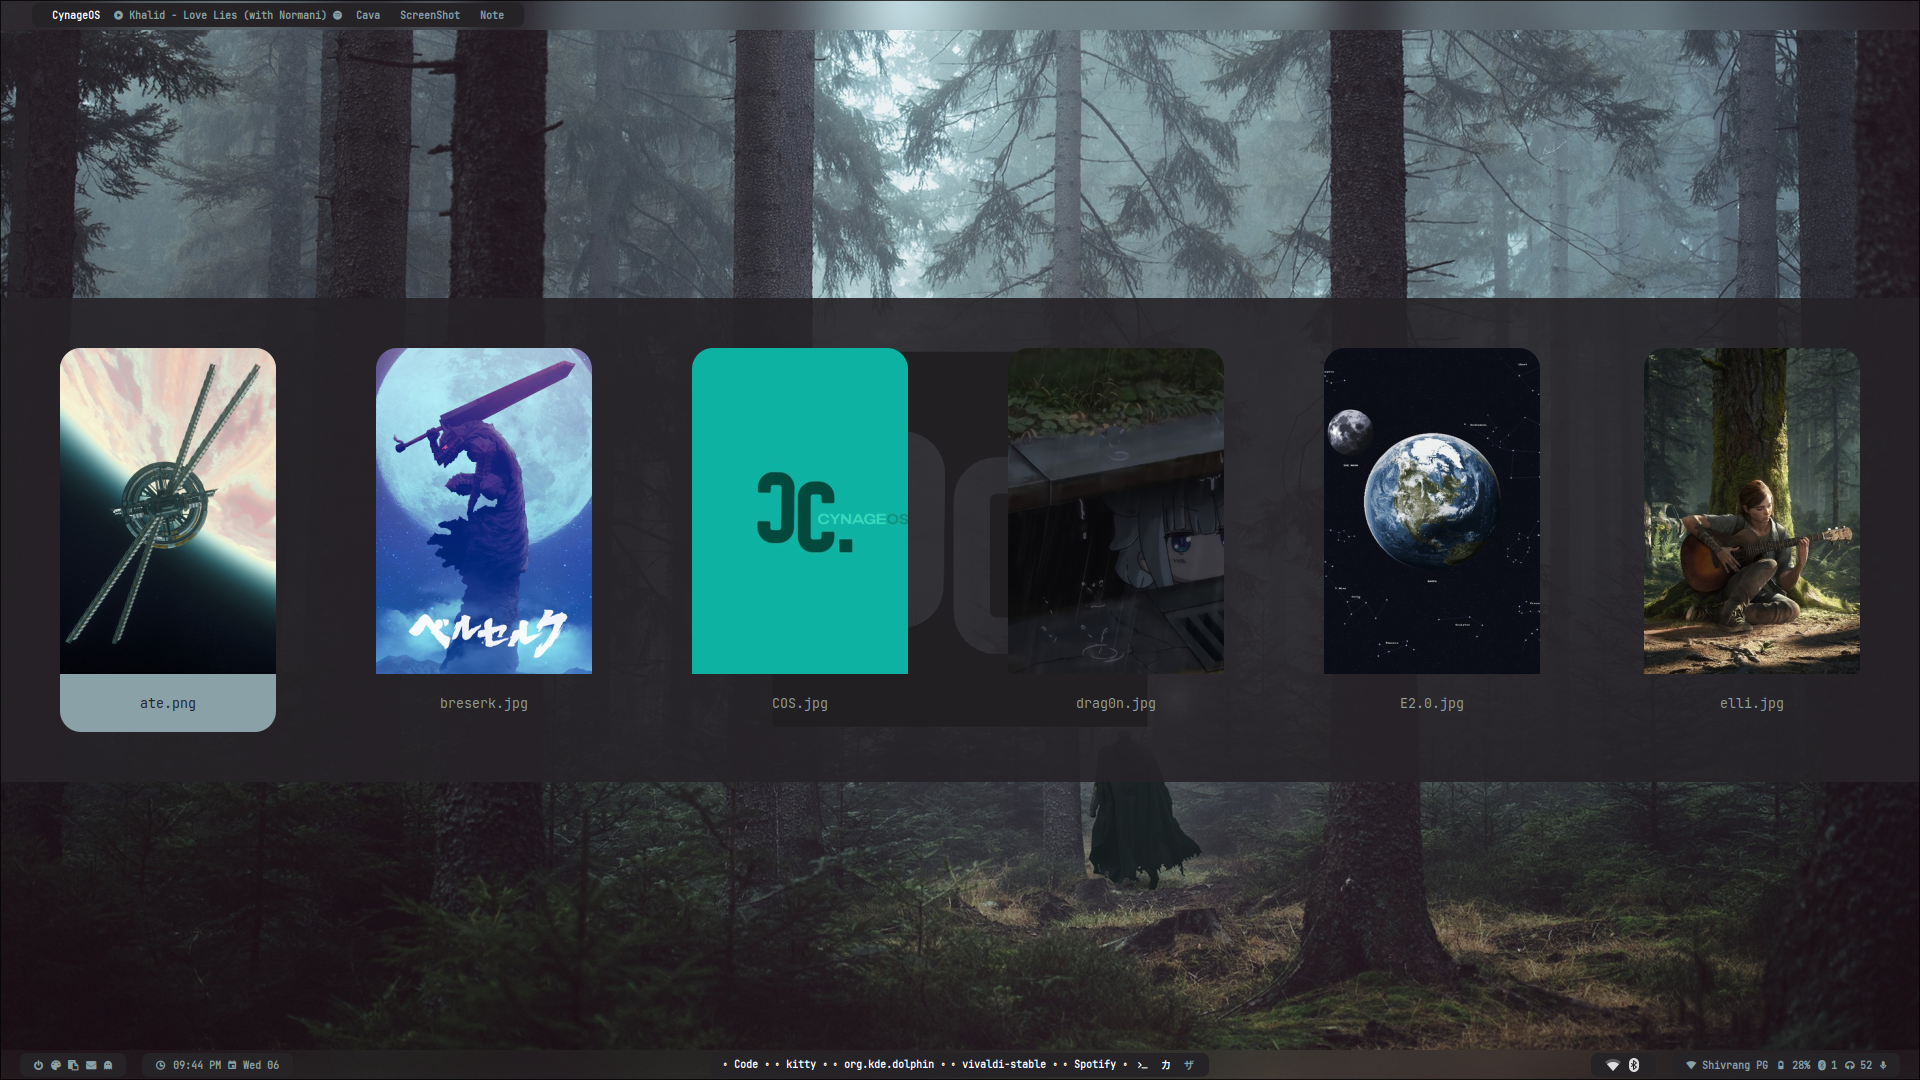 CynageOS Khalid - Love Lies (with Normani) Cava ScreenShot Note
ベルセルク
CYNAGEOS
ate.png
breserk.jpg
COS.jpg
drag0n.jpg
E2.0.jpg
elli.jpg
09:44 PM Wed 06
• Code • • kitty • • org.kde.dolphin • • vivaldi-stable • • Spotify • >_ カ ザ
Shivrang PG 28% 1 52